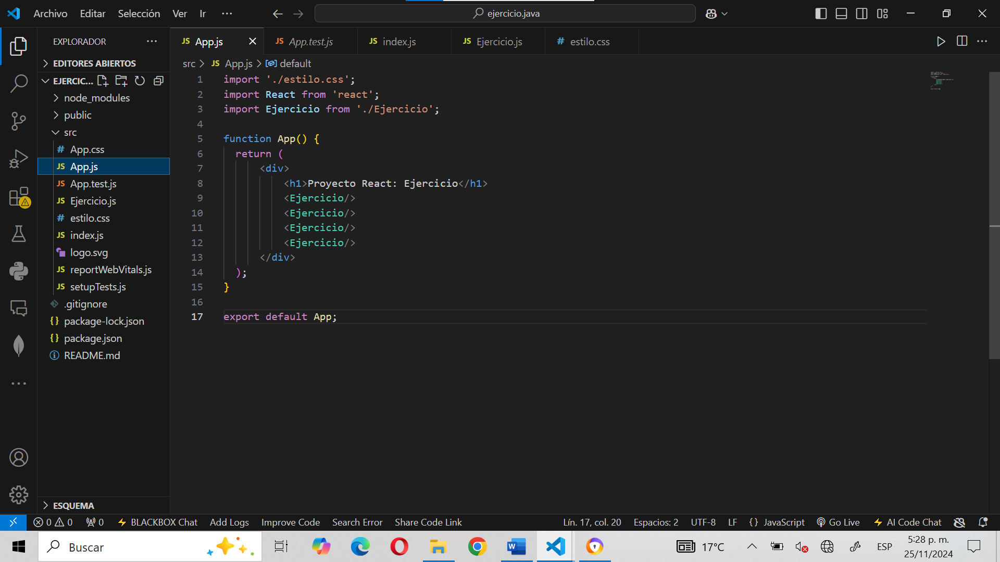 Archivo Editar Selección Ver Ir ···
ejercicio.java
EXPLORADOR
EDITORES ABIERTOS
EJERCIC...
node_modules
public
src
# App.css
JS App.js
JS App.test.js
JS Ejercicio.js
# estilo.css
JS index.js
logo.svg
JS reportWebVitals.js
JS setupTests.js
.gitignore
{} package-lock.json
{} package.json
README.md
ESQUEMA
JS App.js
JS App.test.js
JS index.js
JS Ejercicio.js
# estilo.css
src > JS App.js > default
1 import './estilo.css';
2 import React from 'react';
3 import Ejercicio from './Ejercicio';
4
5 function App() {
6 return (
7 <div>
8 <h1>Proyecto React: Ejercicio</h1>
9 <Ejercicio/>
10 <Ejercicio/>
11 <Ejercicio/>
12 <Ejercicio/>
13 </div>
14 );
15 }
16
17 export default App;
0 0 0 BLACKBOX Chat Add Logs Improve Code Search Error Share Code Link Lín. 17, col. 20 Espacios: 2 UTF-8 LF {} JavaScript Go Live AI Code Chat
Buscar
17°C
ESP
5:28 p. m.
25/11/2024